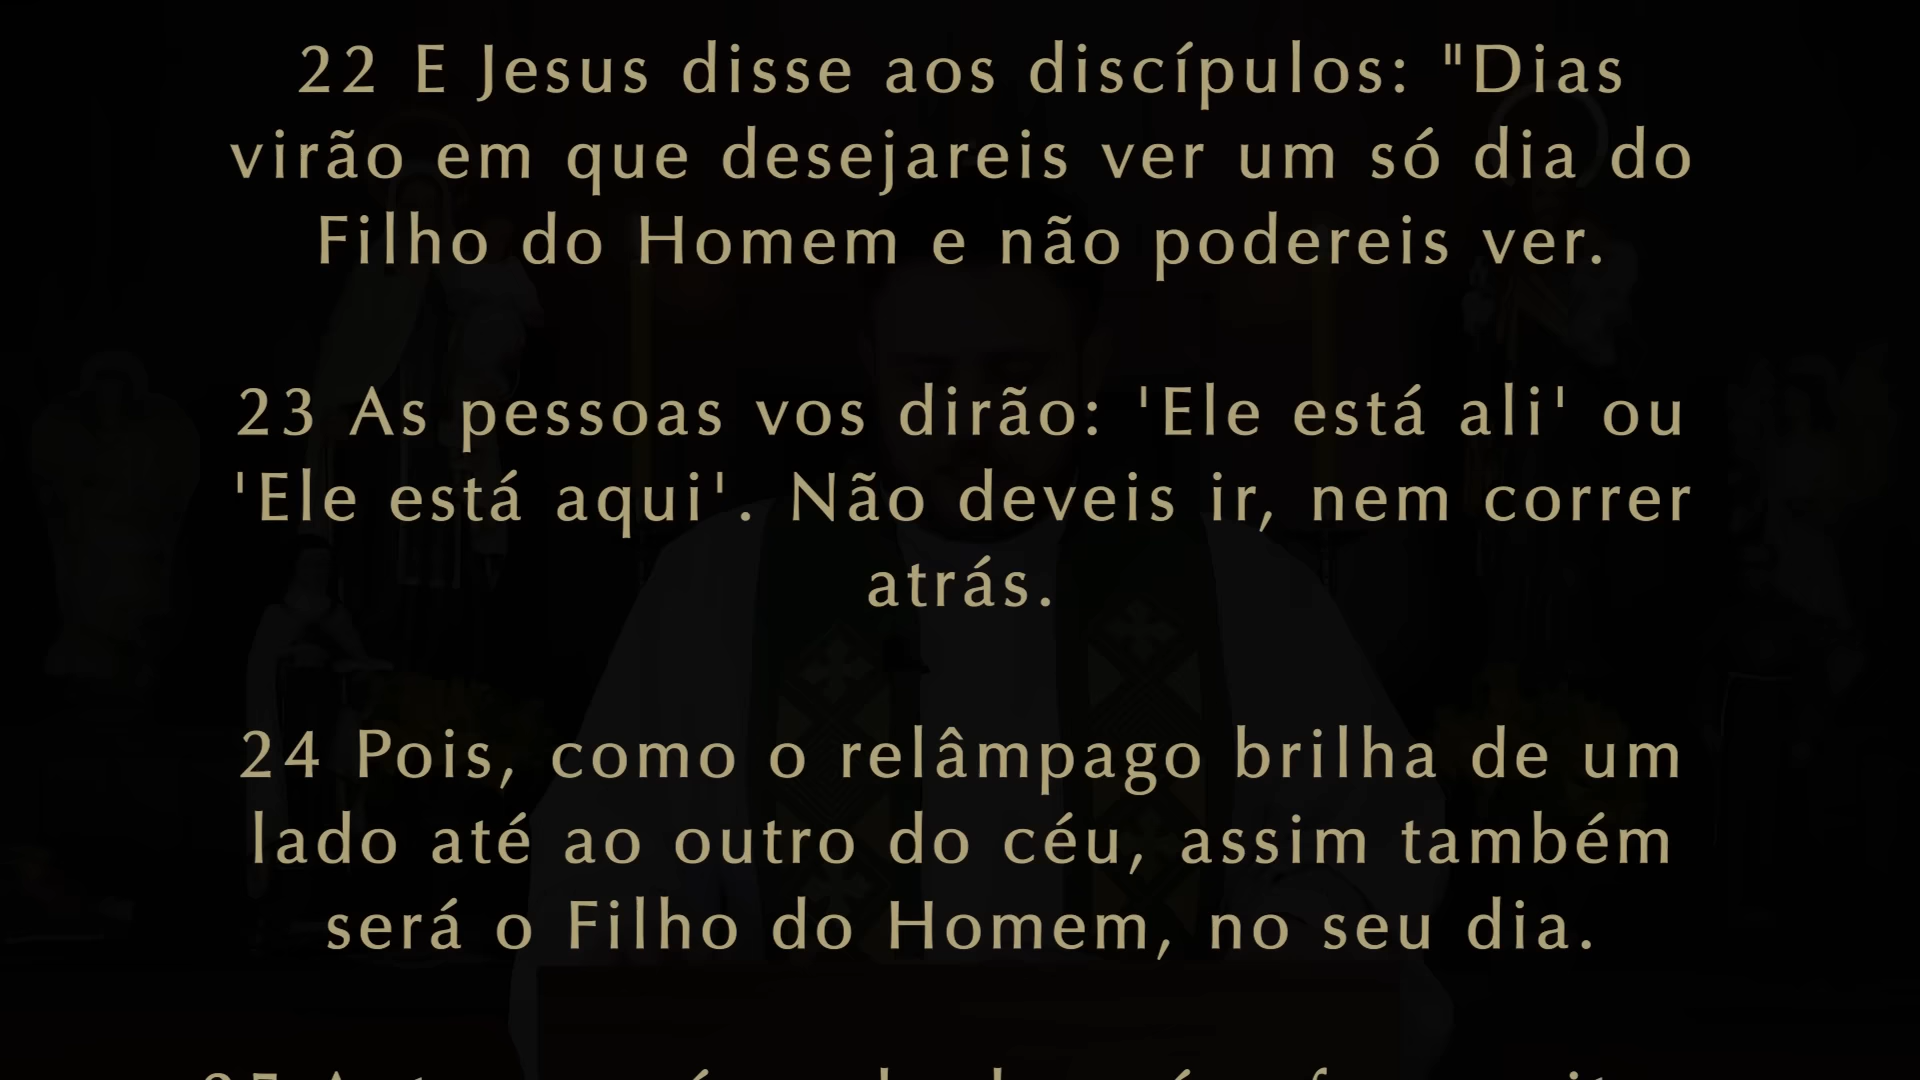 22 E Jesus disse aos discípulos: "Dias
virão em que desejareis ver um só dia do
Filho do Homem e não podereis ver.
23 As pessoas vos dirão: 'Ele está ali' ou
'Ele está aqui'. Não deveis ir, nem correr
atrás.
24 Pois, como o relâmpago brilha de um
lado até ao outro do céu, assim também
será o Filho do Homem, no seu dia.